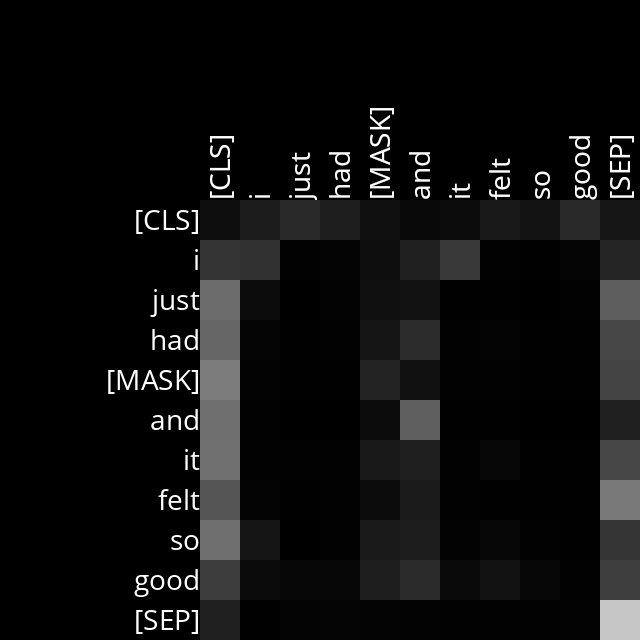 [CLS] i just had [MASK] and it felt so good [SEP]
[CLS]
i
just
had
[MASK]
and
it
felt
so
good
[SEP]